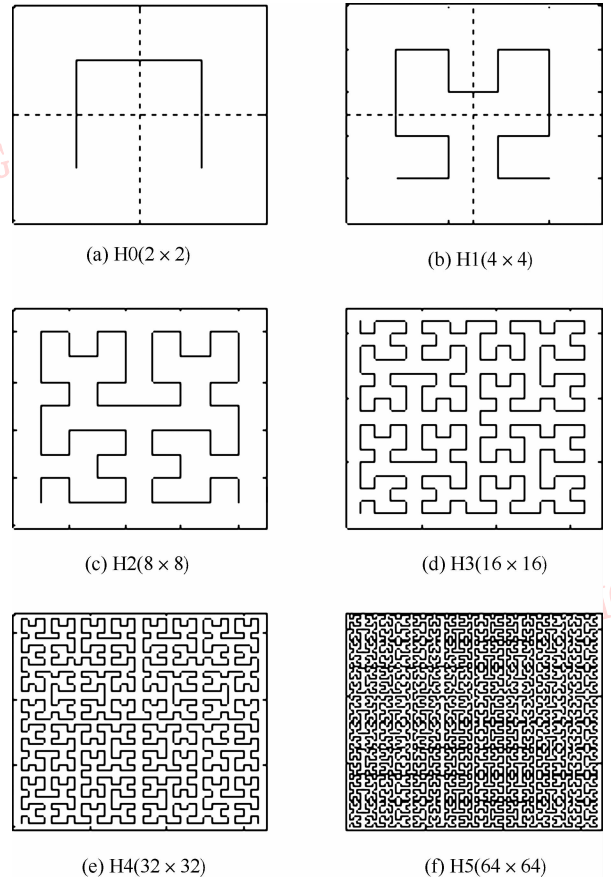 (a) H0(2 × 2)
(b) H1(4 × 4)
(c) H2(8 × 8)
(d) H3(16 × 16)
(e) H4(32 × 32)
(f) H5(64 × 64)